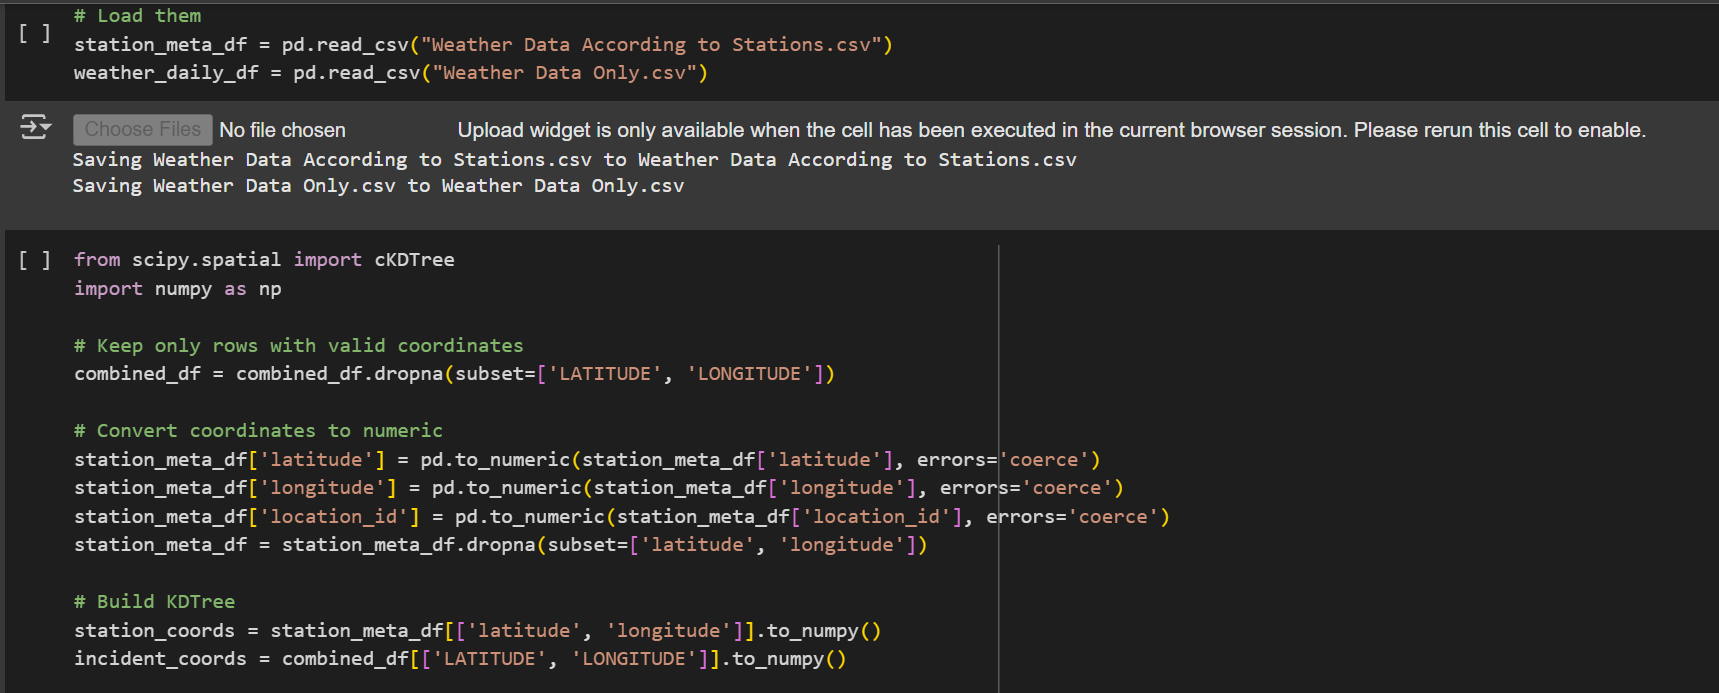 # Load them
[ ]
station_meta_df = pd.read_csv("Weather Data According to Stations.csv")
weather_daily_df = pd.read_csv("Weather Data Only.csv")
Choose Files No file chosen Upload widget is only available when the cell has been executed in the current browser session. Please rerun this cell to enable.
Saving Weather Data According to Stations.csv to Weather Data According to Stations.csv
Saving Weather Data Only.csv to Weather Data Only.csv
[ ] from scipy.spatial import cKDTree
import numpy as np
# Keep only rows with valid coordinates
combined_df = combined_df.dropna(subset=['LATITUDE', 'LONGITUDE'])
# Convert coordinates to numeric
station_meta_df['latitude'] = pd.to_numeric(station_meta_df['latitude'], errors='coerce')
station_meta_df['longitude'] = pd.to_numeric(station_meta_df['longitude'], errors='coerce')
station_meta_df['location_id'] = pd.to_numeric(station_meta_df['location_id'], errors='coerce')
station_meta_df = station_meta_df.dropna(subset=['latitude', 'longitude'])
# Build KDTree
station_coords = station_meta_df[['latitude', 'longitude']].to_numpy()
incident_coords = combined_df[['LATITUDE', 'LONGITUDE']].to_numpy()